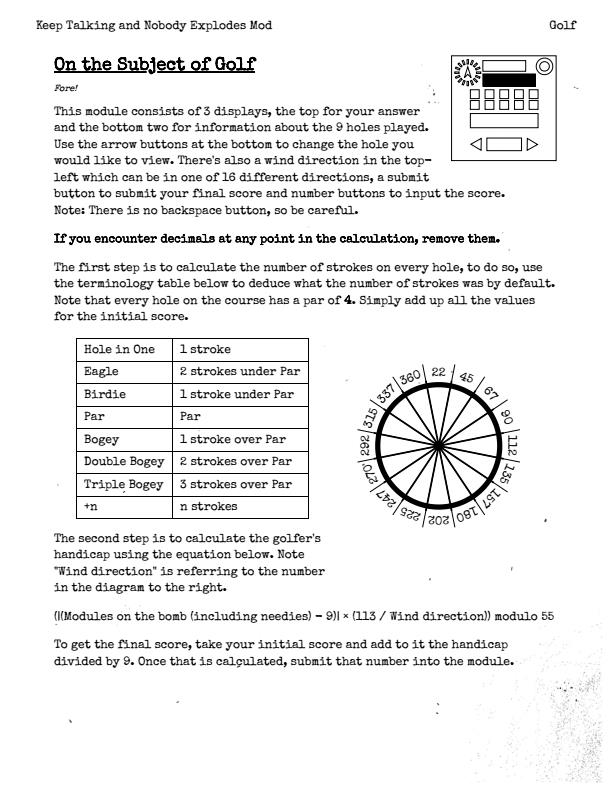 Keep Talking and Nobody Explodes Mod
Golf
On the Subject of Golf
Fore!
This module consists of 3 displays, the top for your answer
and the bottom two for information about the 9 holes played.
Use the arrow buttons at the bottom to change the hole you
would like to view. There's also a wind direction in the top-
left which can be in one of 16 different directions, a submit
button to submit your final score and number buttons to input the score.
Note: There is no backspace button, so be careful.
If you encounter decimals at any point in the calculation, remove them.
The first step is to calculate the number of strokes on every hole, to do so, use
the terminology table below to deduce what the number of strokes was by default.
Note that every hole on the course has a par of 4. Simply add up all the values
for the initial score.
Hole in One 1 stroke
Eagle 2 strokes under Par
Birdie 1 stroke under Par
Par Par
Bogey 1 stroke over Par
Double Bogey 2 strokes over Par
Triple Bogey 3 strokes over Par
+n n strokes
22
45
67
90
112
135
157
180
202
225
247
270
292
315
337
360
The second step is to calculate the golfer's
handicap using the equation below. Note
"Wind direction" is referring to the number
in the diagram to the right.
(|(Modules on the bomb (including needies) - 9)| × (113 / Wind direction)) modulo 55
To get the final score, take your initial score and add to it the handicap
divided by 9. Once that is calculated, submit that number into the module.